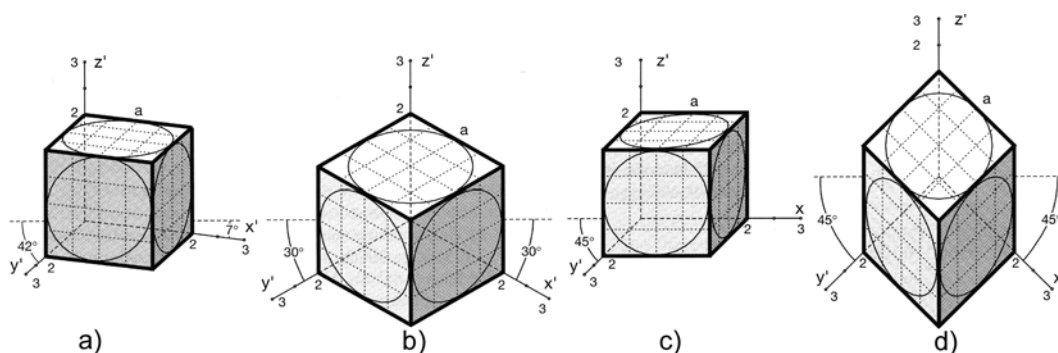 3 z'
2 a
7° x'
42° 2 3
y' 2
3
a)
3 z'
2
a
30° 30°
y' 2 2 x'
3 3
b)
3 z'
2 a
x
45° 2 3
y' 2
3
c)
3 z'
2
a
45° 45°
y' 2 2 x
3 3
d)